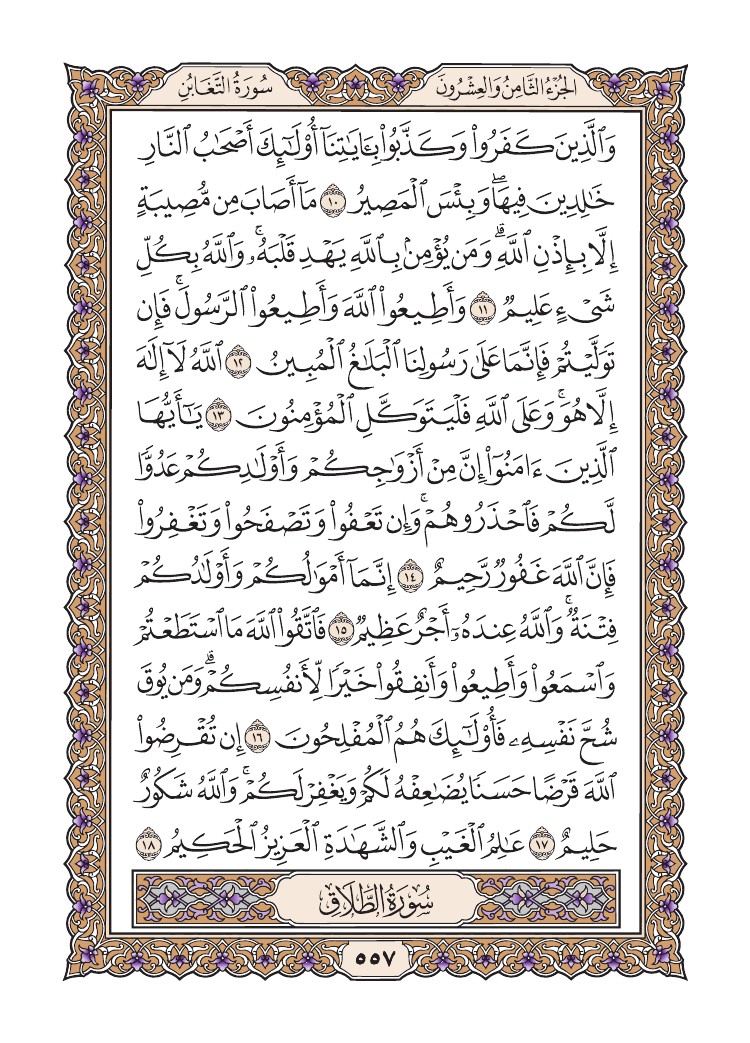 الجُزْءُ الثَّامِنُ وَالعِشْرُونَ
سُورَةُ التَّغَابُنِ
وَٱلَّذِينَ كَفَرُواْ وَكَذَّبُواْ بِـَٔايَٰتِنَآ أُوْلَٰٓئِكَ أَصْحَٰبُ ٱلنَّارِ
خَٰلِدِينَ فِيهَاۖ وَبِئْسَ ٱلْمَصِيرُ ١٠ مَآ أَصَابَ مِن مُّصِيبَةٍ
إِلَّا بِإِذْنِ ٱللَّهِۗ وَمَن يُؤْمِنۢ بِٱللَّهِ يَهْدِ قَلْبَهُۥۚ وَٱللَّهُ بِكُلِّ
شَىْءٍ عَلِيمٌ ١١ وَأَطِيعُواْ ٱللَّهَ وَأَطِيعُواْ ٱلرَّسُولَۚ فَإِن
تَوَلَّيْتُمْ فَإِنَّمَا عَلَىٰ رَسُولِنَا ٱلْبَلَٰغُ ٱلْمُبِينُ ١٢ ٱللَّهُ لَآ إِلَٰهَ
إِلَّا هُوَۚ وَعَلَى ٱللَّهِ فَلْيَتَوَكَّلِ ٱلْمُؤْمِنُونَ ١٣ يَٰٓأَيُّهَا
ٱلَّذِينَ ءَامَنُوٓاْ إِنَّ مِنْ أَزْوَٰجِكُمْ وَأَوْلَٰدِكُمْ عَدُوًّا
لَّكُمْ فَٱحْذَرُوهُمْۚ وَإِن تَعْفُواْ وَتَصْفَحُواْ وَتَغْفِرُواْ
فَإِنَّ ٱللَّهَ غَفُورٌ رَّحِيمٌ ١٤ إِنَّمَآ أَمْوَٰلُكُمْ وَأَوْلَٰدُكُمْ
فِتْنَةٌۚ وَٱللَّهُ عِندَهُۥٓ أَجْرٌ عَظِيمٌ ١٥ فَٱتَّقُواْ ٱللَّهَ مَا ٱسْتَطَعْتُمْ
وَٱسْمَعُواْ وَأَطِيعُواْ وَأَنفِقُواْ خَيْرًا لِّأَنفُسِكُمْۗ وَمَن يُوقَ
شُحَّ نَفْسِهِۦ فَأُوْلَٰٓئِكَ هُمُ ٱلْمُفْلِحُونَ ١٦ إِن تُقْرِضُواْ
ٱللَّهَ قَرْضًا حَسَنًا يُضَٰعِفْهُ لَكُمْ وَيَغْفِرْ لَكُمْۚ وَٱللَّهُ شَكُورٌ
حَلِيمٌ ١٧ عَٰلِمُ ٱلْغَيْبِ وَٱلشَّهَٰدَةِ ٱلْعَزِيزُ ٱلْحَكِيمُ ١٨
سُورَةُ الطَّلَاقِ
٥٥٧